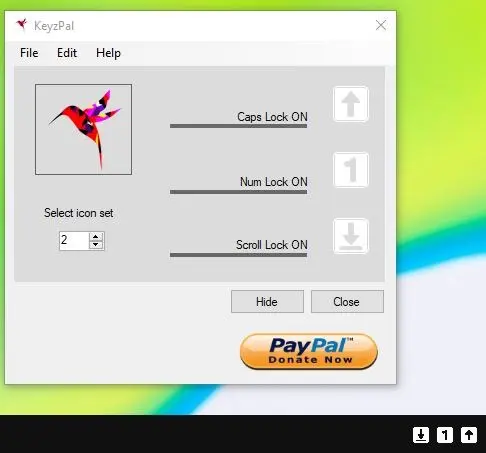 KeyzPal
File Edit Help
Caps Lock ON
1
Num Lock ON
Select icon set
2
Scroll Lock ON
Hide Close
PayPal™
Donate Now
1